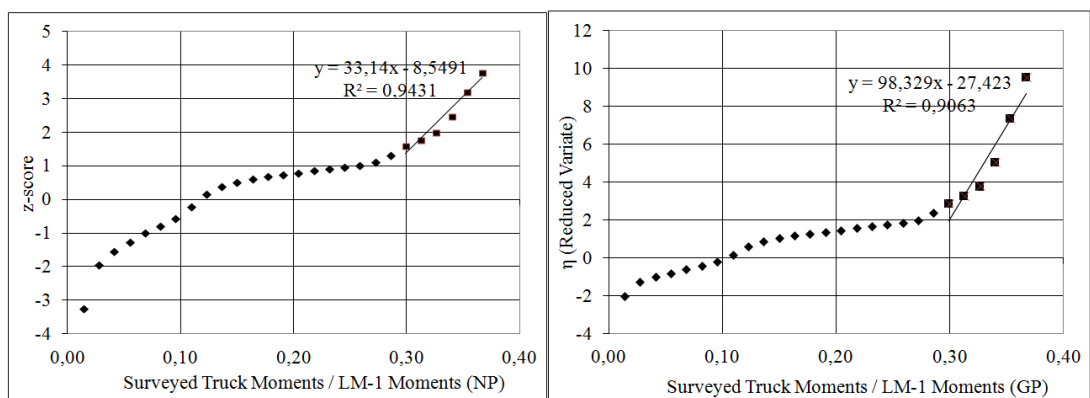 5
4
3
2
1
0
-1
-2
-3
-4
z-score
y = 33,14x - 8,5491
R² = 0,9431
0,00 0,10 0,20 0,30 0,40
Surveyed Truck Moments / LM-1 Moments (NP)
12
10
8
6
4
2
0
-2
-4
η (Reduced Variate)
y = 98,329x - 27,423
R² = 0,9063
0,00 0,10 0,20 0,30 0,40
Surveyed Truck Moments / LM-1 Moments (GP)